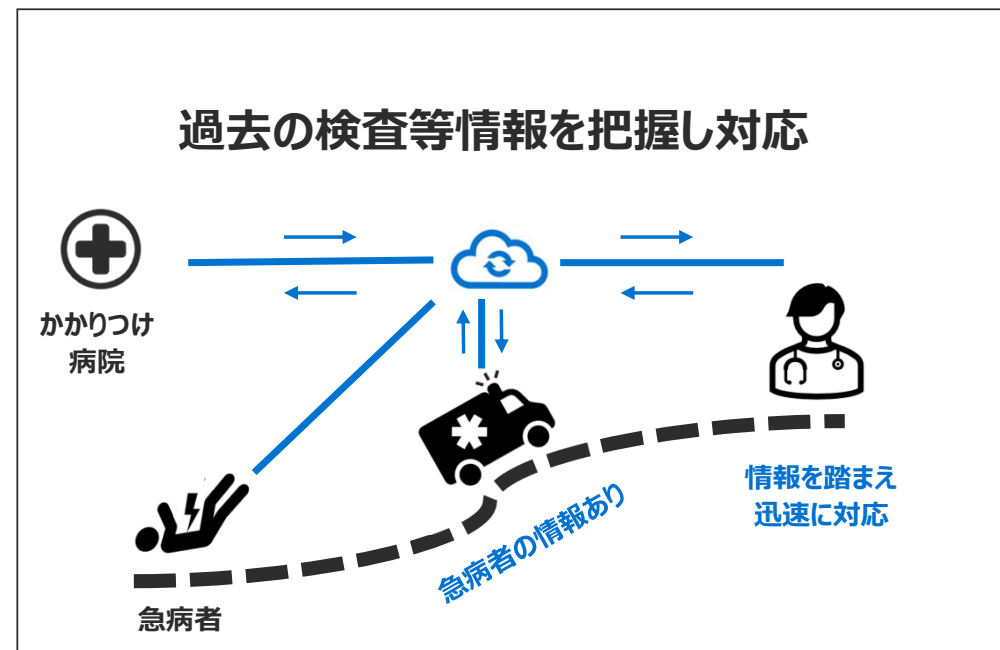 過去の検査等情報を把握し対応
かかりつけ
病院
情報を踏まえ
迅速に対応
急病者の情報あり
急病者